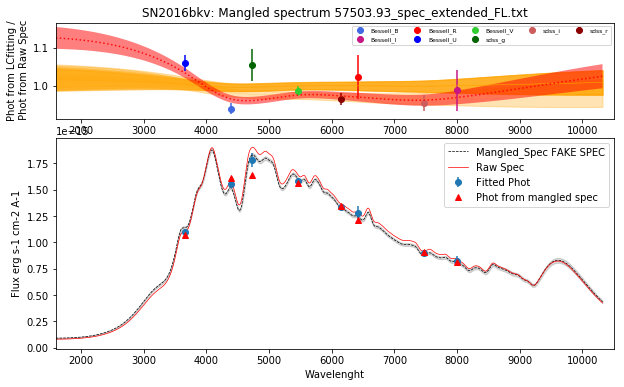 SN2016bkv: Mangled spectrum 57503.93_spec_extended_FL.txt
Phot from LCfitting /
Phot from Raw Spec
1.1
1.0
Bessell_B
Bessell_R
Bessell_V
sdss_i
sdss_r
Bessell_I
Bessell_U
sdss_g
2000 3000 4000 5000 6000 7000 8000 9000 10000
Flux erg s-1 cm-2 A-1
1.75
1.50
1.25
1.00
0.75
0.50
0.25
0.00
Mangled_Spec FAKE SPEC
Raw Spec
Fitted Phot
Phot from mangled spec
2000 3000 4000 5000 6000 7000 8000 9000 10000
Wavelenght